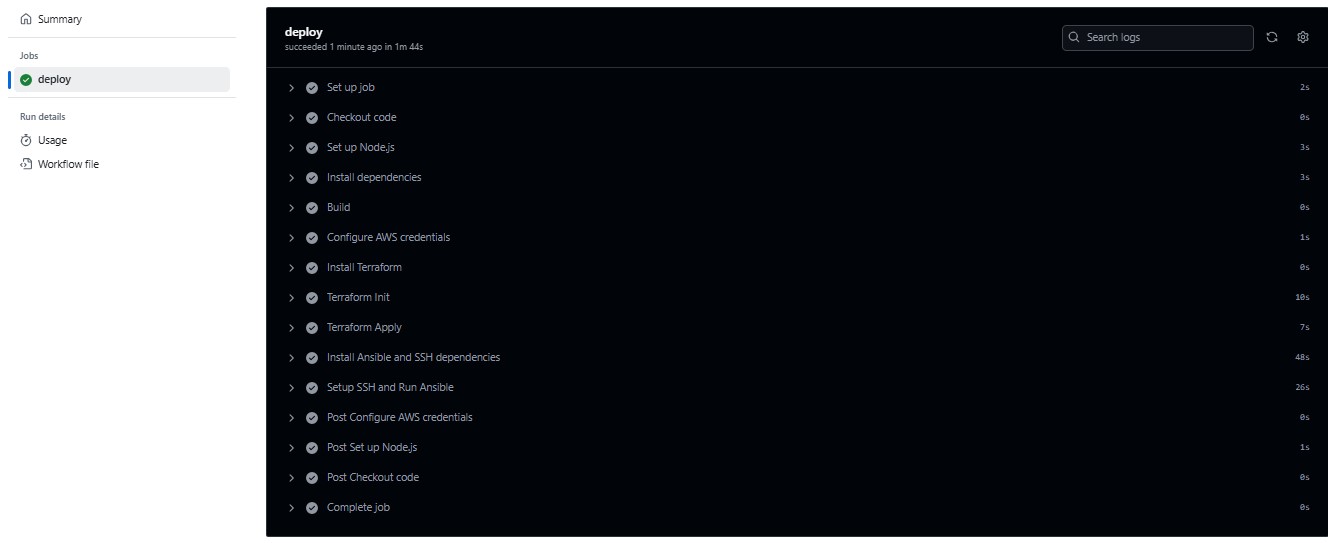 Summary
Jobs
deploy
Run details
Usage
Workflow file
deploy
succeeded 1 minute ago in 1m 44s
Search logs
Set up job 2s
Checkout code 0s
Set up Node.js 3s
Install dependencies 3s
Build 0s
Configure AWS credentials 1s
Install Terraform 0s
Terraform Init 10s
Terraform Apply 7s
Install Ansible and SSH dependencies 48s
Setup SSH and Run Ansible 26s
Post Configure AWS credentials 0s
Post Set up Node.js 1s
Post Checkout code 0s
Complete job 0s